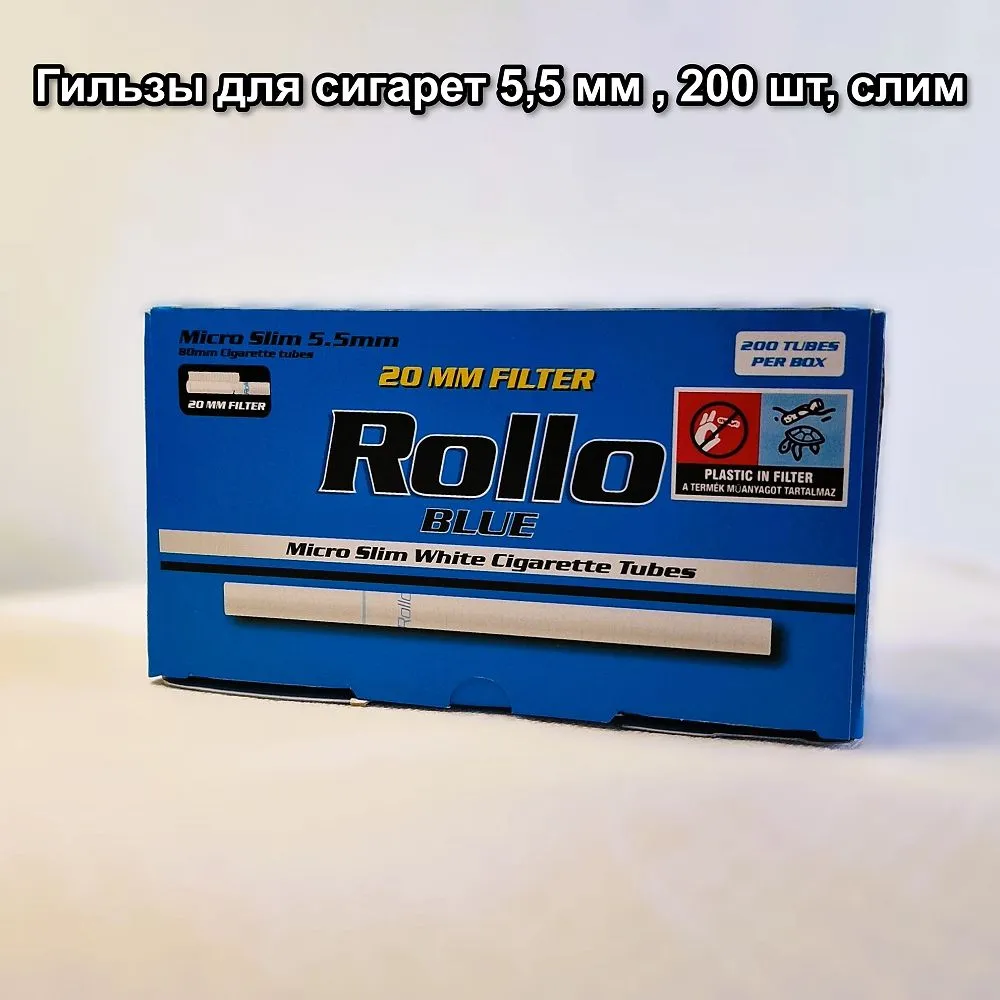 Гильзы для сигарет 5,5 мм , 200 шт, слим
Micro Slim 5.5mm
80mm Cigarette tubes
20 MM FILTER
200 TUBES
PER BOX
20 MM FILTER
Rollo
BLUE
PLASTIC IN FILTER
A TERMÉK MŰANYAGOT TARTALMAZ
Micro Slim White Cigarette Tubes
Rollo